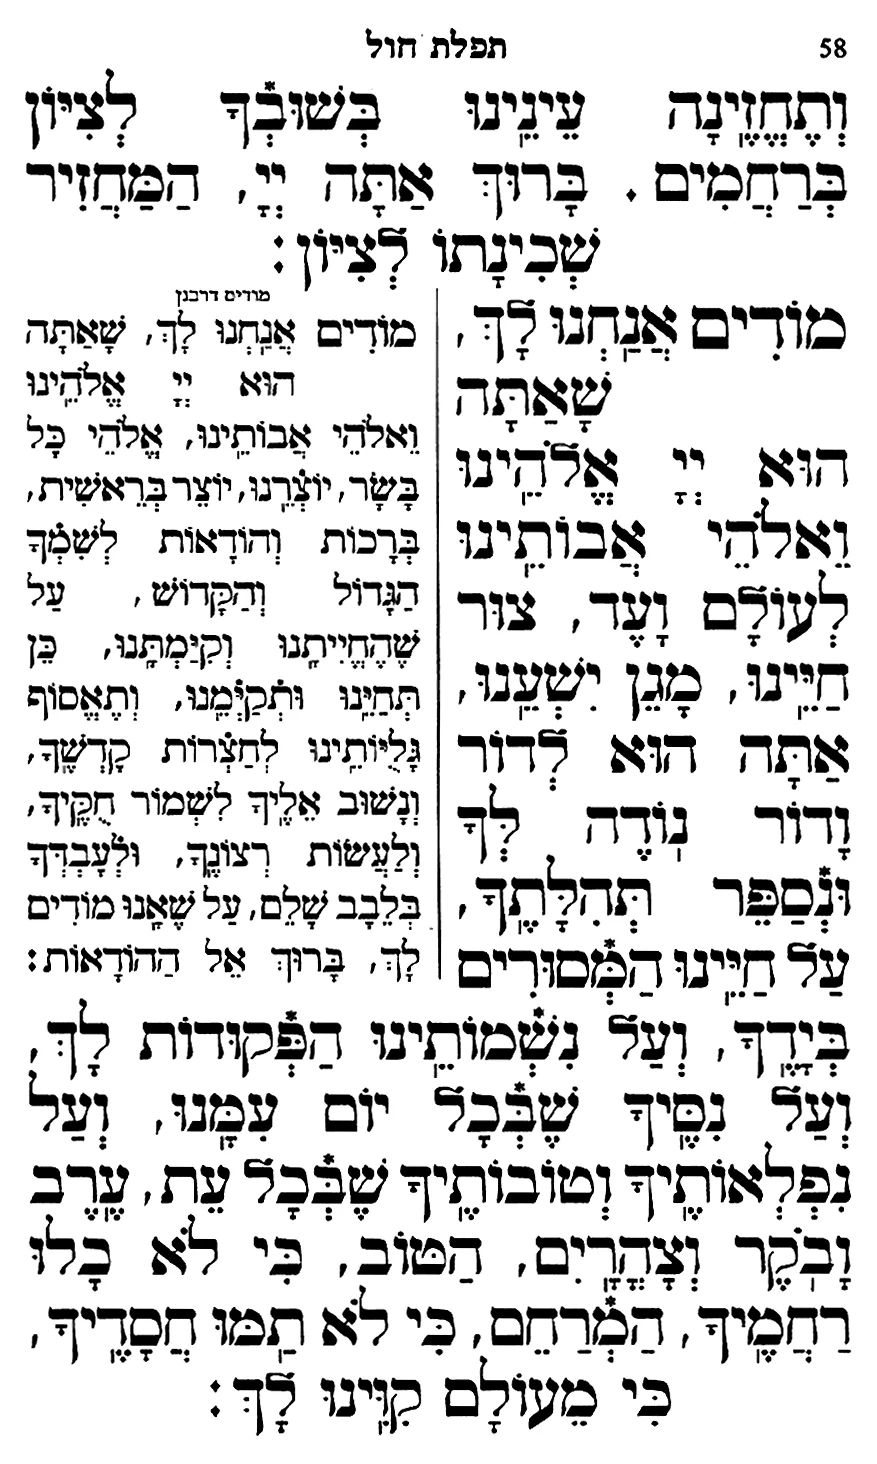 58 תפלת חול
וְתֶחֱזֶֽינָה עֵינֵֽינוּ בְּשׁוּבְ֯ךָ לְצִיּוֹן
בְּרַחֲמִים. בָּרוּךְ אַתָּה יְיָ, הַמַּחֲזִיר
שְׁכִינָתוֹ לְצִיּוֹן:
מוֹדִים אֲנַֽחְנוּ לָךְ,
שָׁאַתָּה
הוּא יְיָ אֱלֹהֵֽינוּ
וֵאלֹהֵי אֲבוֹתֵֽינוּ
לְעוֹלָם וָעֶד, צוּר
חַיֵּֽינוּ, מָגֵן יִשְׁעֵֽנוּ,
אַתָּה הוּא לְדוֹר
וָדוֹר נֽוֹדֶה לְּךָ
וּנְ֯סַפֵּר תְּהִלָּתֶֽךָ,
עַל חַיֵּֽינוּ הַמְּ֯סוּרִים
מודים דרבנן
מוֹדִים אֲנַֽחְנוּ לָךְ, שָׁאַתָּה
הוּא יְיָ אֱלֹהֵֽינוּ
וֵאלֹהֵי אֲבוֹתֵֽינוּ, אֱלֹהֵי כָּל
בָּשָׂר, יוֹצְ֯רֵֽנוּ, יוֹצֵר בְּרֵאשִׁית,
בְּרָכוֹת וְהוֹדָאוֹת לְשִׁמְ֯ךָ
הַגָּדוֹל וְהַקָּדוֹשׁ, עַל
שֶׁהֶחֱיִיתָֽנוּ וְקִיַּמְתָּֽנוּ, כֵּן
תְּחַיֵּֽנוּ וּתְ֯קַיְּ֯מֵֽנוּ, וְתֶאֱסוֹף
גָּלֻיּוֹתֵֽינוּ לְחַצְ֯רוֹת קָדְשֶֽׁךָ,
וְנָשׁוּב אֵלֶֽיךָ לִשְׁמוֹר חֻקֶּֽיךָ,
וְלַעֲשׂוֹת רְצוֹנֶֽךָ, וּלְ֯עָבְדְּךָ
בְּלֵבָב שָׁלֵם, עַל שֶׁאָֽנוּ מוֹדִים
לָךְ, בָּרוּךְ אֵל הַהוֹדָאוֹת:
בְּיָדֶֽךָ, וְעַל נִשְׁ֯מוֹתֵֽינוּ הַפְּ֯קוּדוֹת לָךְ,
וְעַל נִסֶּֽיךָ שֶׁבְּ֯כָל יוֹם עִמָּֽנוּ, וְעַל
נִפְלְאוֹתֶֽיךָ וְטוֹבוֹתֶֽיךָ שֶׁבְּ֯כָל עֵת, עֶֽרֶב
וָבֹֽקֶר וְצָהֳרָֽיִם, הַטּוֹב, כִּי לֹא כָלוּ
רַחֲמֶֽיךָ, הַמְ֯רַחֵם, כִּי לֹא תַֽמּוּ חֲסָדֶֽיךָ,
כִּי מֵעוֹלָם קִוִּֽינוּ לָךְ: